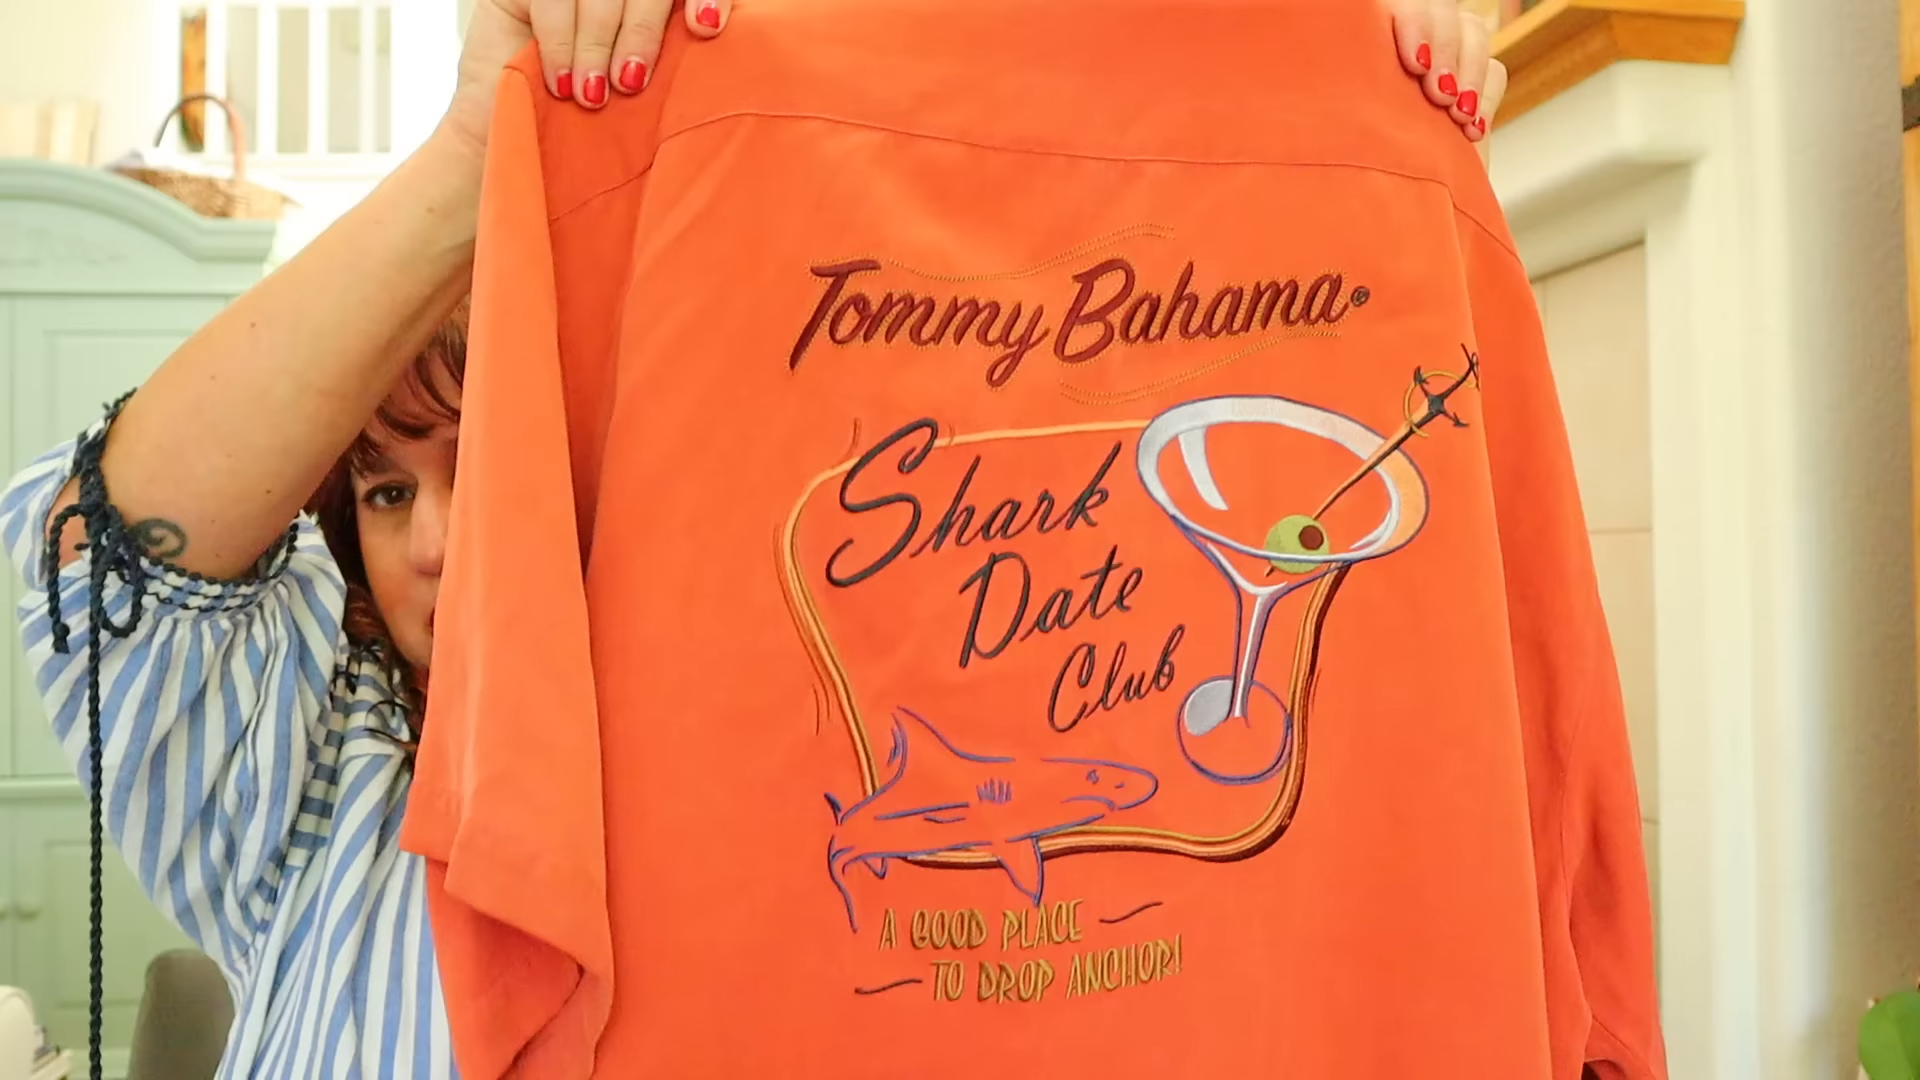 Tommy Bahama®
Shark
Date
Club
A GOOD PLACE
TO DROP ANCHOR!